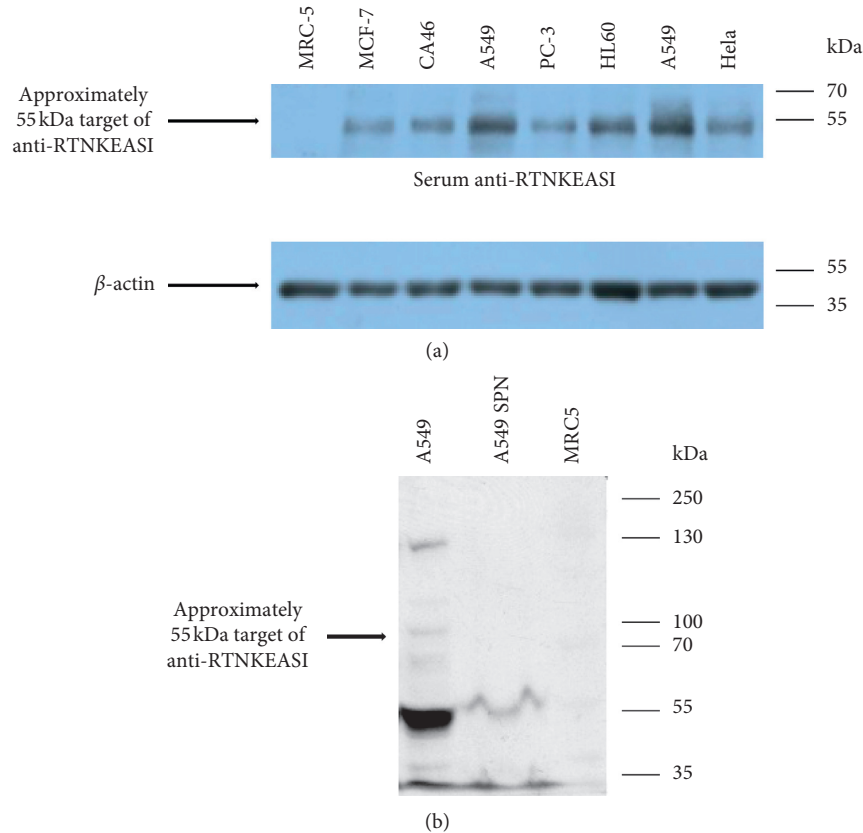 MRC-5
MCF-7
CA46
A549
PC-3
HL60
A549
Hela
kDa
Approximately
55 kDa target of
anti-RTNKEASI
70
55
Serum anti-RTNKEASI
β-actin
55
35
(a)
A549
A549 SPN
MRC5
kDa
250
130
Approximately
55 kDa target of
anti-RTNKEASI
100
70
55
35
(b)